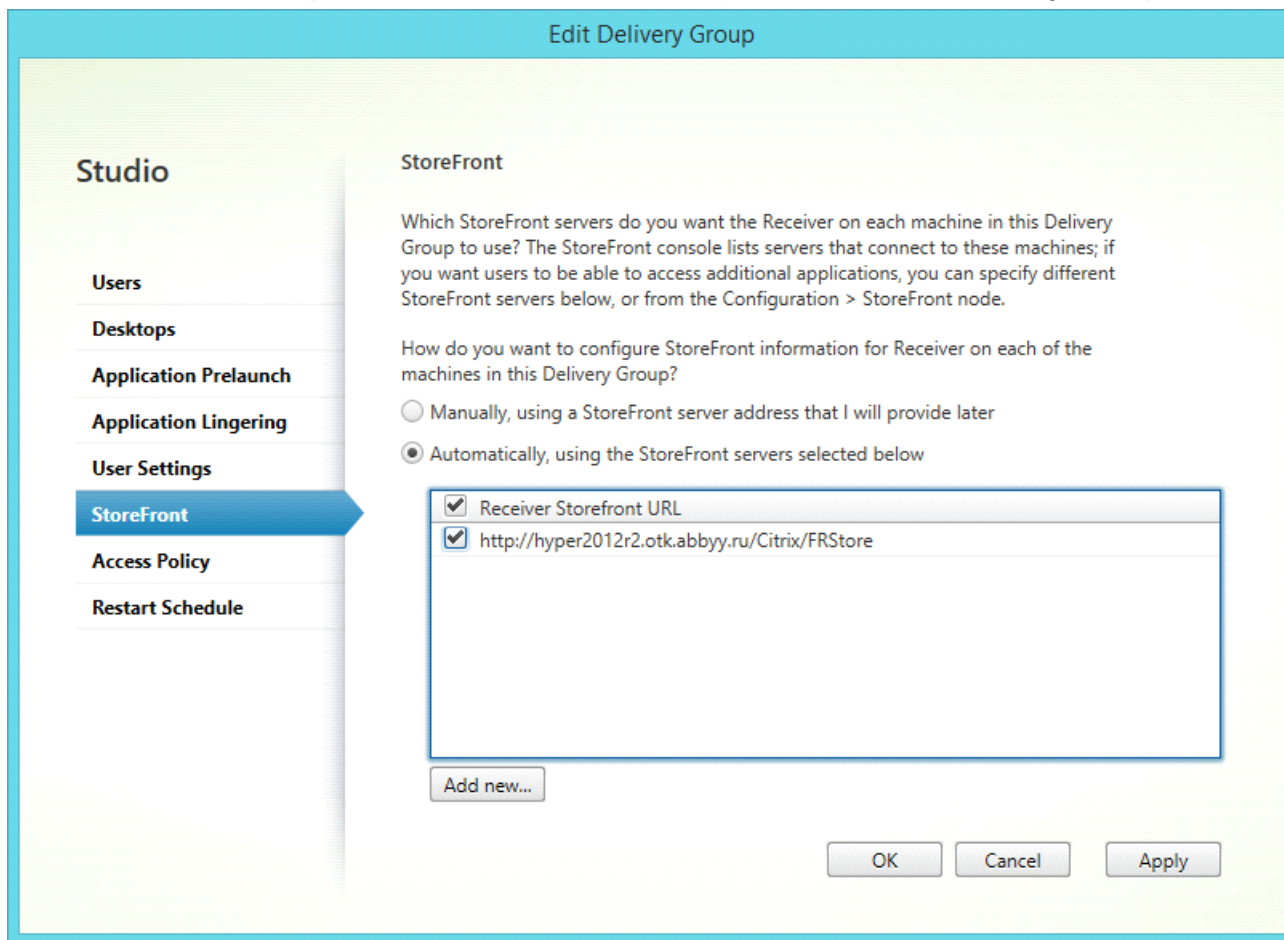 Edit Delivery Group
Studio
Users
Desktops
Application Prelaunch
Application Lingering
User Settings
StoreFront
Access Policy
Restart Schedule
StoreFront
Which StoreFront servers do you want the Receiver on each machine in this Delivery
Group to use? The StoreFront console lists servers that connect to these machines; if
you want users to be able to access additional applications, you can specify different
StoreFront servers below, or from the Configuration > StoreFront node.
How do you want to configure StoreFront information for Receiver on each of the
machines in this Delivery Group?
Manually, using a StoreFront server address that I will provide later
Automatically, using the StoreFront servers selected below
Receiver Storefront URL
http://hyper2012r2.otk.abbyy.ru/Citrix/FRStore
Add new...
OK
Cancel
Apply